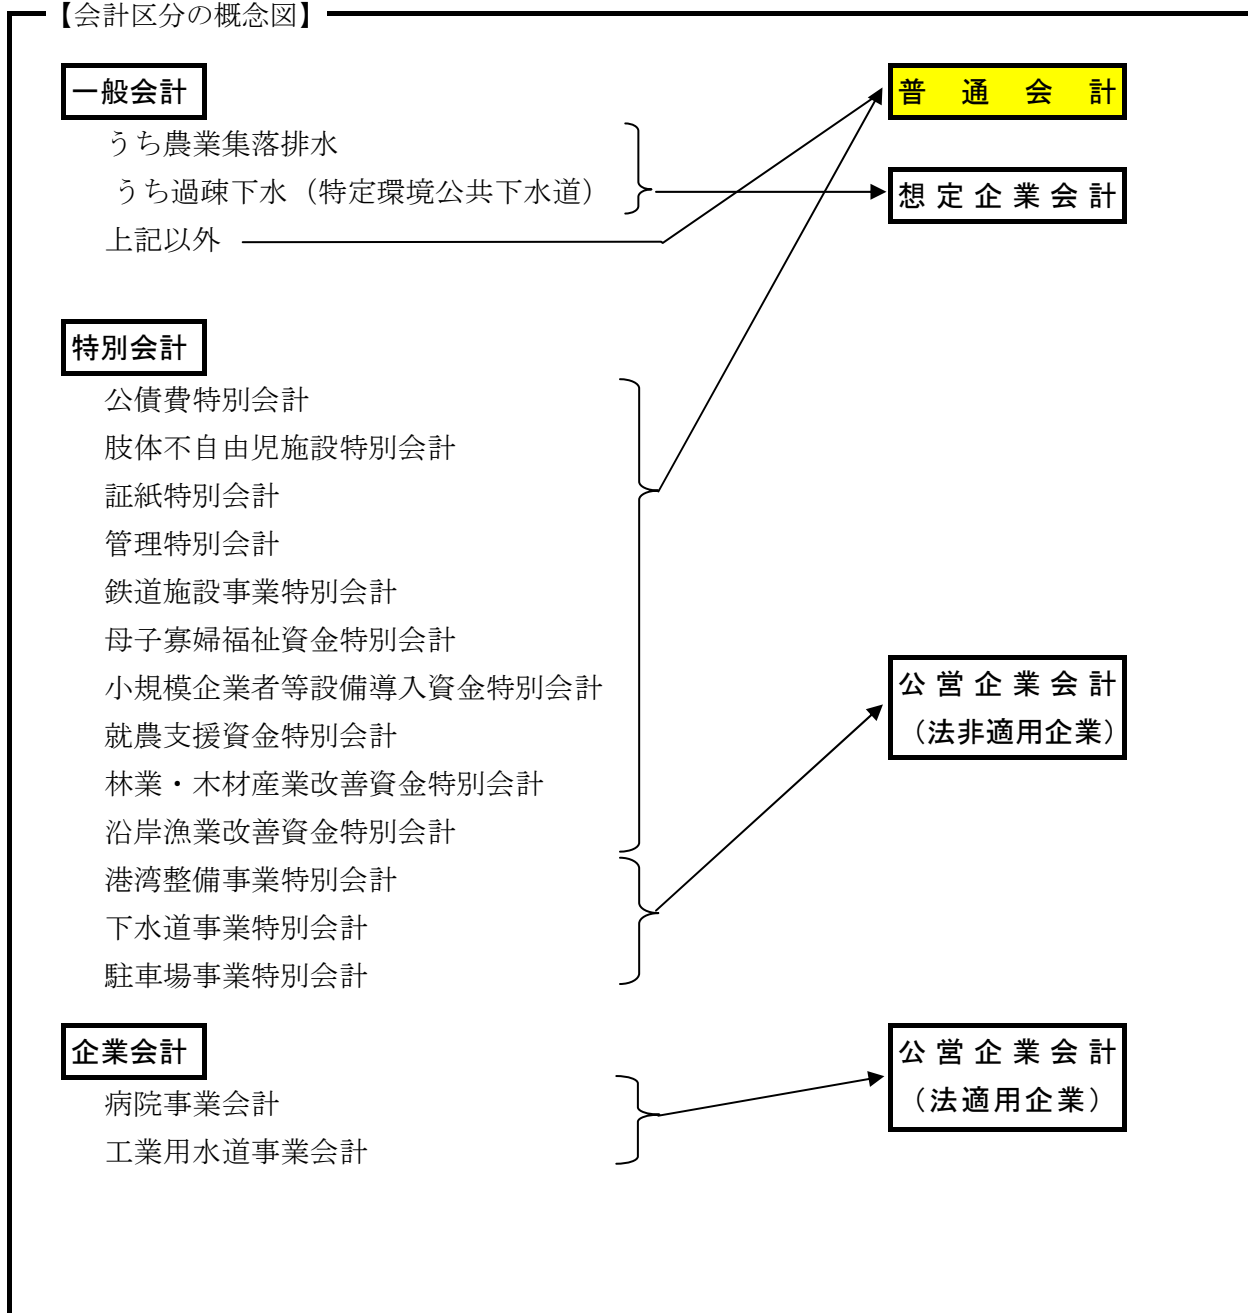 【会計区分の概念図】
一般会計
普通会計
うち農業集落排水
うち過疎下水（特定環境公共下水道）
想定企業会計
上記以外
特別会計
公債費特別会計
肢体不自由児施設特別会計
証紙特別会計
管理特別会計
鉄道施設事業特別会計
母子寡婦福祉資金特別会計
小規模企業者等設備導入資金特別会計
公営企業会計
（法非適用企業）
就農支援資金特別会計
林業・木材産業改善資金特別会計
沿岸漁業改善資金特別会計
港湾整備事業特別会計
下水道事業特別会計
駐車場事業特別会計
企業会計
公営企業会計
（法適用企業）
病院事業会計
工業用水道事業会計